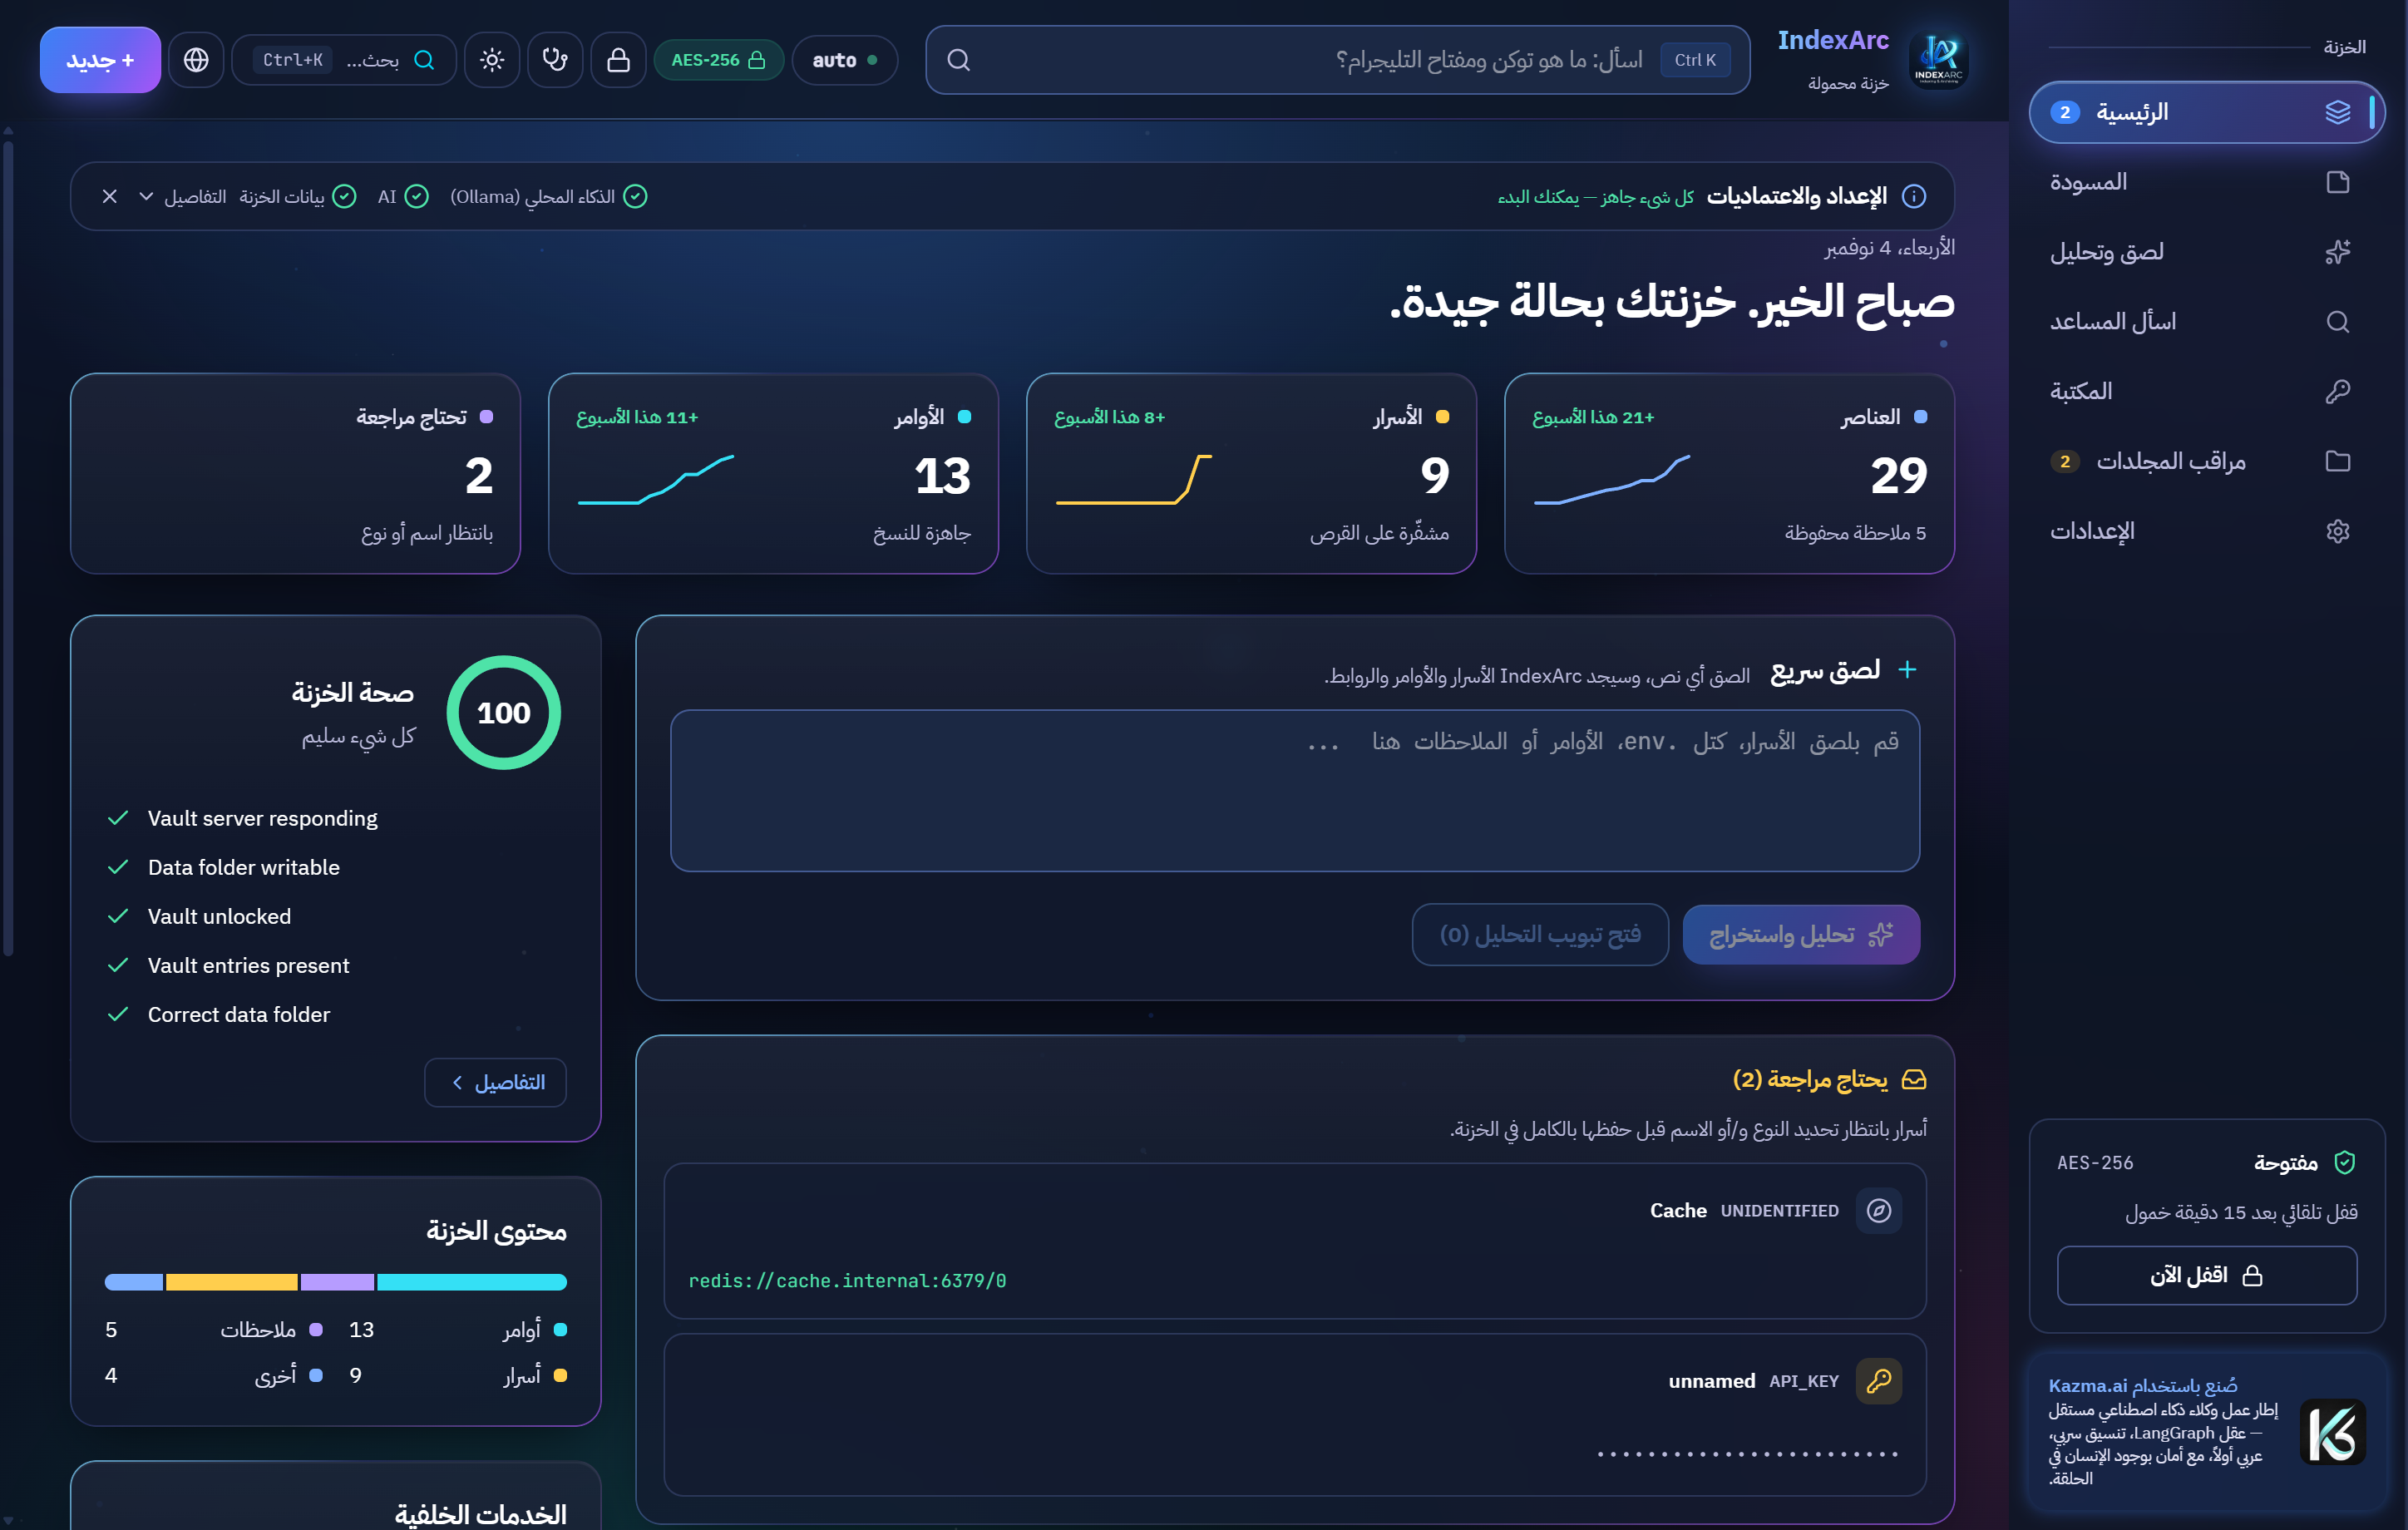 الخزنة
الرئيسية 2
المسودة
لصق وتحليل
اسأل المساعد
المكتبة
مراقب المجلدات 2
الإعدادات
مفتوحة AES-256
قفل تلقائي بعد 15 دقيقة خمول
اقفل الآن
صُنع باستخدام Kazma.ai
إطار عمل وكلاء ذكاء اصطناعي مستقل
— عقل LangGraph، تنسيق سربي،
عربي أولاً، مع أمان بوجود الإنسان في
الحلقة.
INDEXARC
IndexArc
خزنة محمولة
Ctrl K اسأل: ما هو توكن ومفتاح التليجرام؟
auto
AES-256
بحث... Ctrl+K
+ جديد
الإعداد والاعتماديات كل شيء جاهز — يمكنك البدء
الذكاء المحلي (Ollama) AI بيانات الخزنة التفاصيل
الأربعاء، 4 نوفمبر
صباح الخير. خزنتك بحالة جيدة.
العناصر +21 هذا الأسبوع
29
5 ملاحظة محفوظة
الأسرار +8 هذا الأسبوع
9
مشفّرة على القرص
الأوامر +11 هذا الأسبوع
13
جاهزة للنسخ
تحتاج مراجعة
2
بانتظار اسم أو نوع
لصق سريع الصق أي نص، وسيجد IndexArc الأسرار والأوامر والروابط.
قم بلصق الأسرار، كتل .env، الأوامر أو الملاحظات هنا ...
تحليل واستخراج
فتح تبويب التحليل (0)
يحتاج مراجعة (2)
أسرار بانتظار تحديد النوع و/أو الاسم قبل حفظها بالكامل في الخزنة.
UNIDENTIFIED Cache
redis://cache.internal:6379/0
API_KEY unnamed
••••••••••••••••••••••••
100
صحة الخزنة
كل شيء سليم
Vault server responding
Data folder writable
Vault unlocked
Vault entries present
Correct data folder
التفاصيل
محتوى الخزنة
أوامر 13 ملاحظات 5
أسرار 9 أخرى 4
الخدمات الخلفية